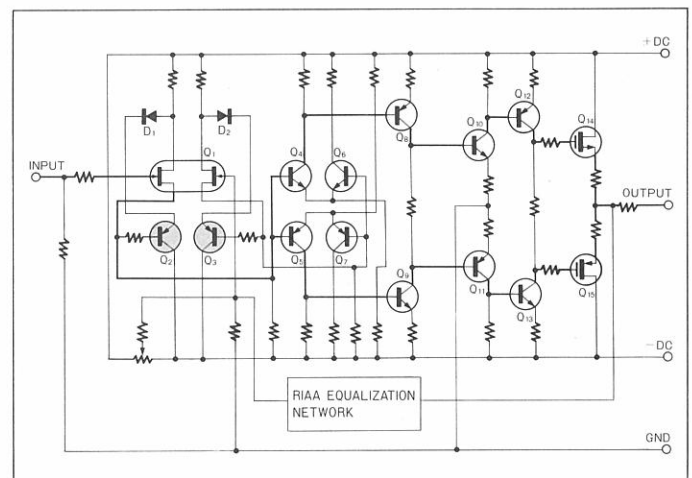 +DC
Q12
Q14
Q8
Q10
D1
D2
Q1
Q4
Q6
INPUT
OUTPUT
Q2
Q3
Q5
Q7
Q9
Q11
Q13
Q15
−DC
RIAA EQUALIZATION
NETWORK
GND